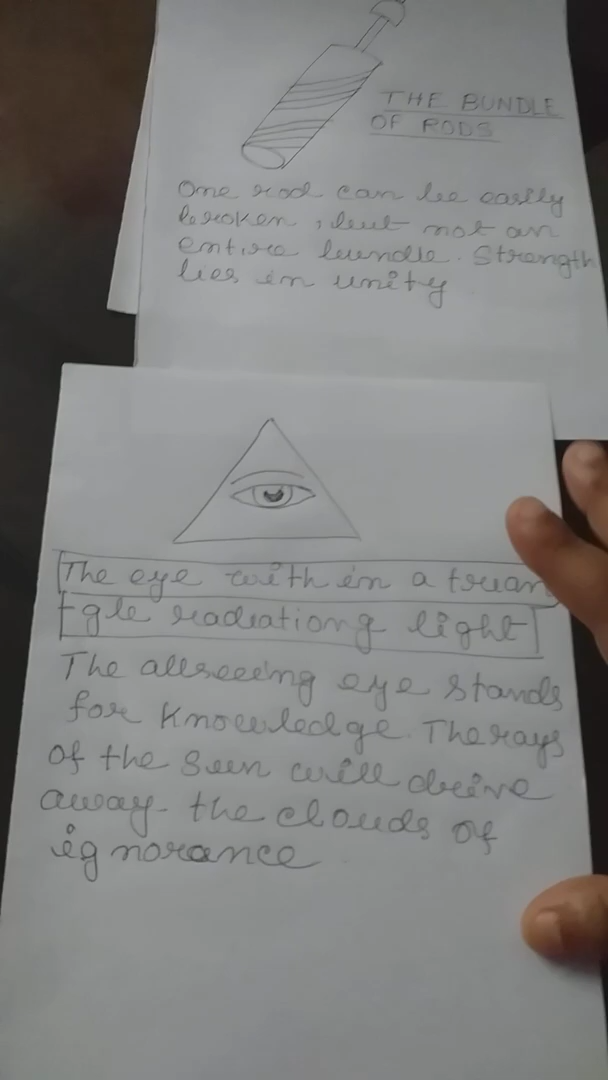 THE BUNDLE
OF RODS
One rod can be easily
broken, but not an
entire bundle. Strength
lies in unity
The eye with in a trian
gle radiationg light
The allseeing eye stands
for Knowledge. The rays
of the Sun will drive
away the clouds of
ignorance